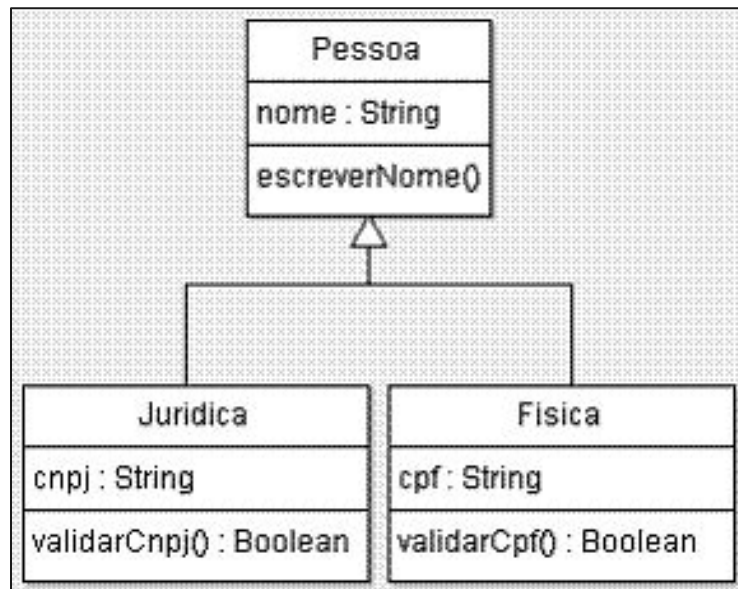 Pessoa
nome : String
escreverNome()
Juridica
cnpj : String
validarCnpj() : Boolean
Fisica
cpf : String
validarCpf() : Boolean